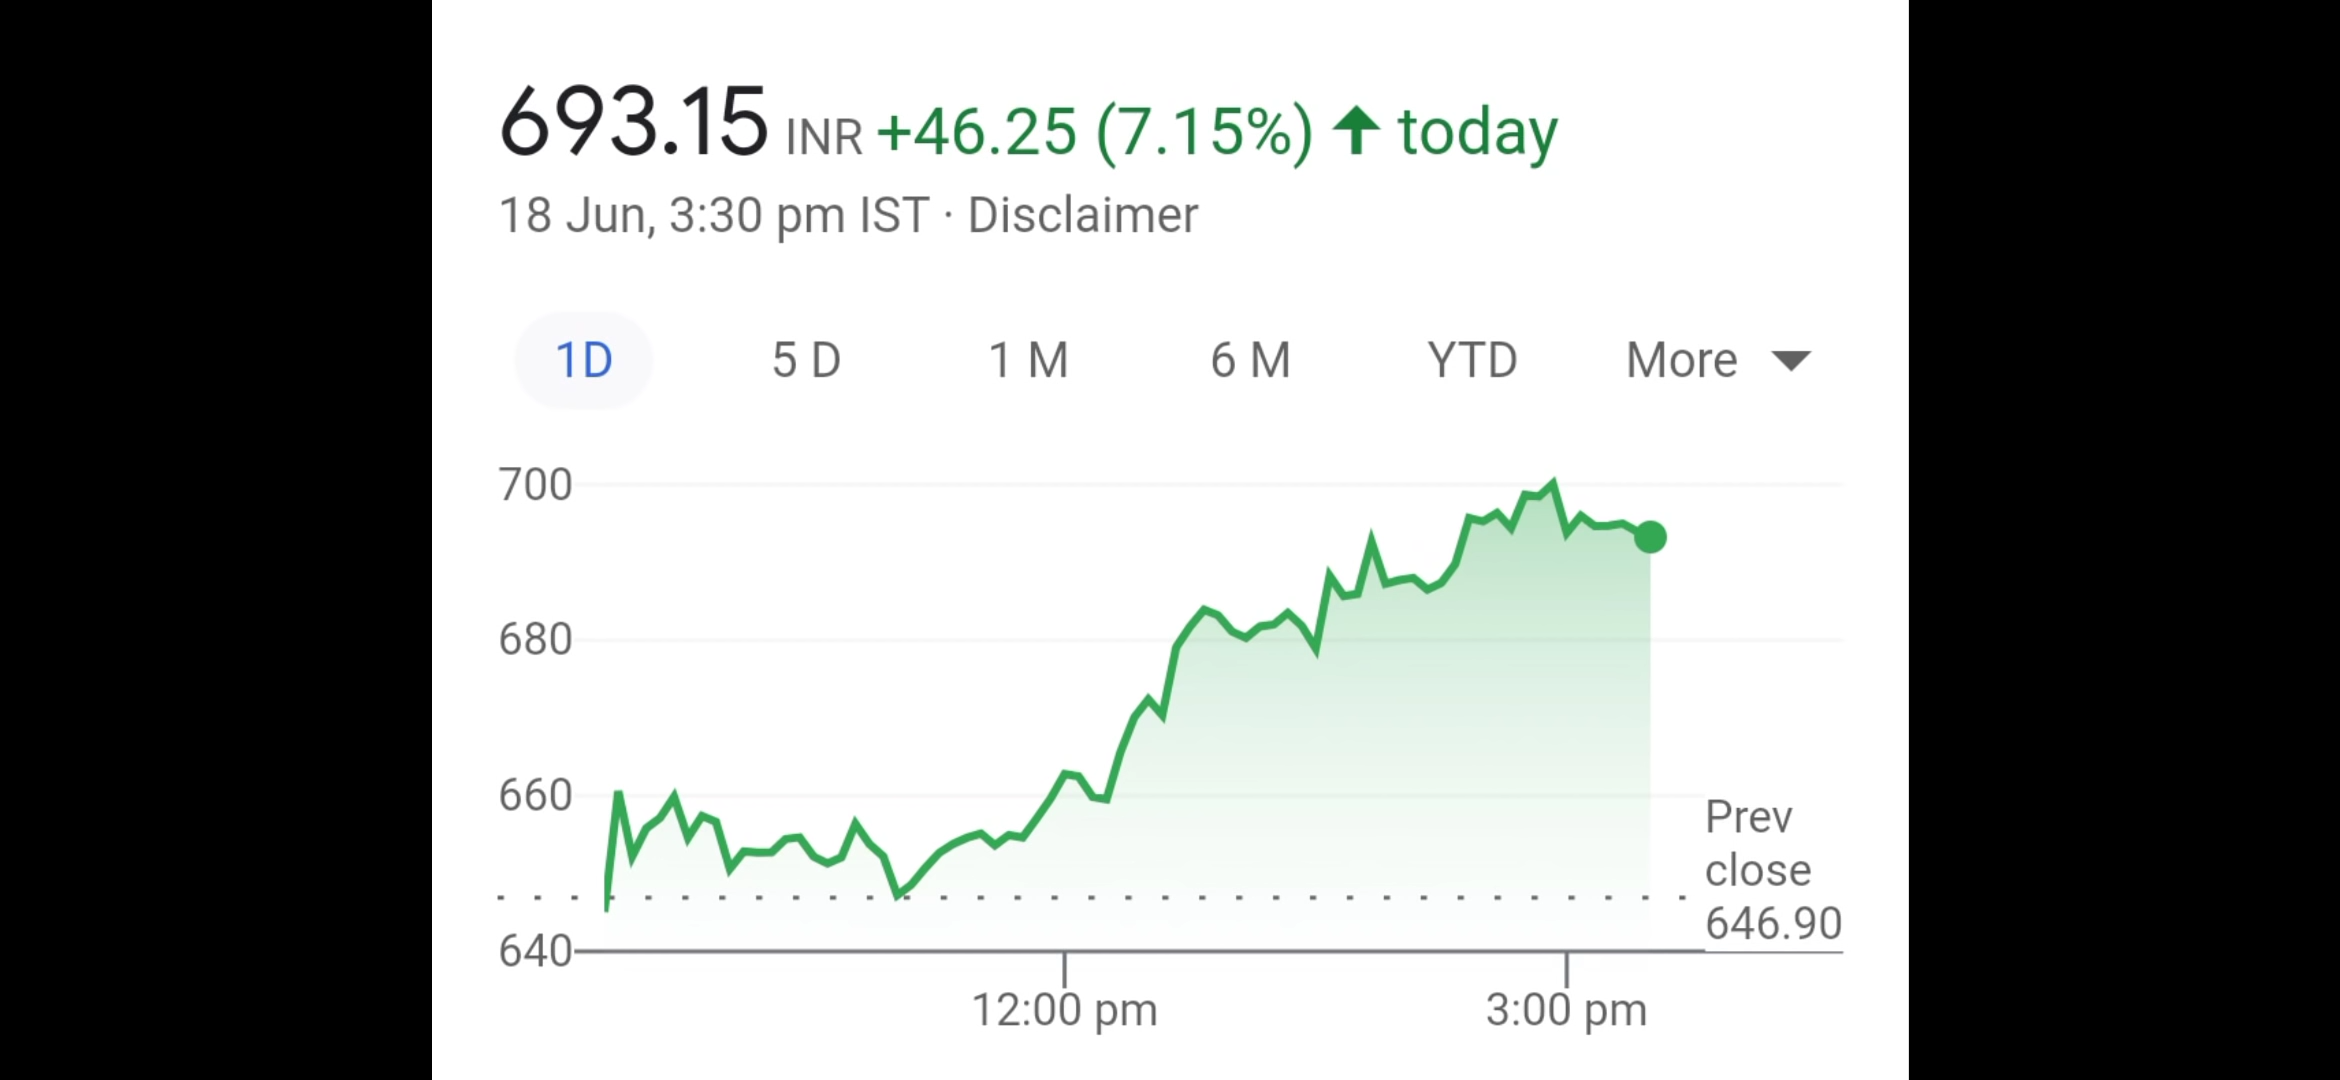 693.15 INR +46.25 (7.15%) ↑ today
18 Jun, 3:30 pm IST · Disclaimer
1D 5 D 1 M 6 M YTD More
700
680
660
Prev
close
646.90
640
12:00 pm 3:00 pm